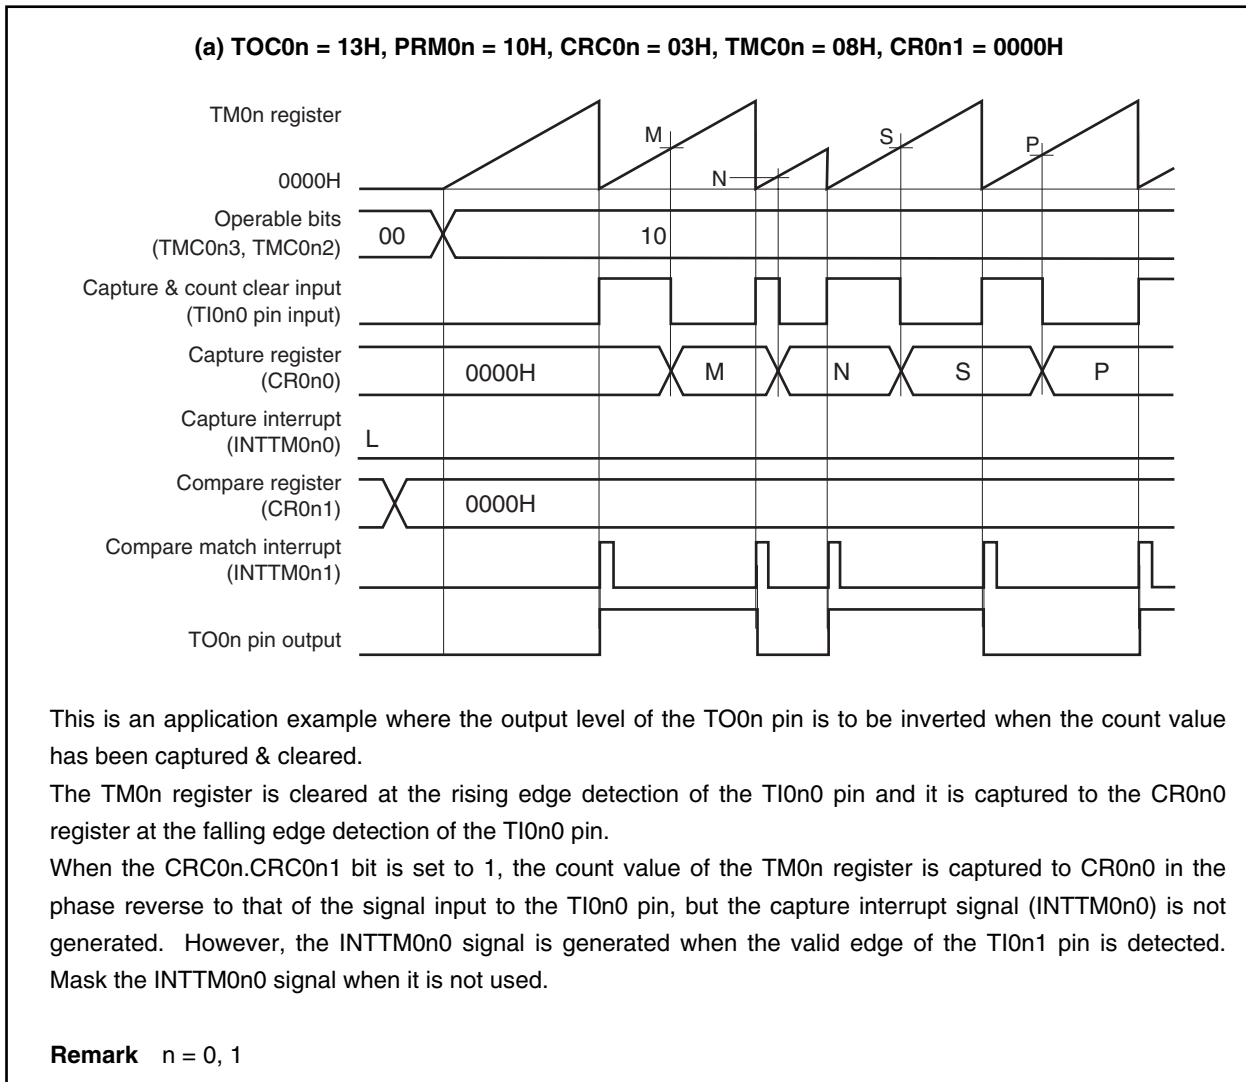 (a) TOC0n = 13H, PRM0n = 10H, CRC0n = 03H, TMC0n = 08H, CR0n1 = 0000H
TM0n register
M
S
P
N
0000H
Operable bits
(TMC0n3, TMC0n2)
00
10
Capture & count clear input
(TI0n0 pin input)
Capture register
(CR0n0)
0000H
M
N
S
P
Capture interrupt
(INTTM0n0)
L
Compare register
(CR0n1)
0000H
Compare match interrupt
(INTTM0n1)
TO0n pin output
This is an application example where the output level of the TO0n pin is to be inverted when the count value
has been captured & cleared.
The TM0n register is cleared at the rising edge detection of the TI0n0 pin and it is captured to the CR0n0
register at the falling edge detection of the TI0n0 pin.
When the CRC0n.CRC0n1 bit is set to 1, the count value of the TM0n register is captured to CR0n0 in the
phase reverse to that of the signal input to the TI0n0 pin, but the capture interrupt signal (INTTM0n0) is not
generated. However, the INTTM0n0 signal is generated when the valid edge of the TI0n1 pin is detected.
Mask the INTTM0n0 signal when it is not used.
Remark n = 0, 1